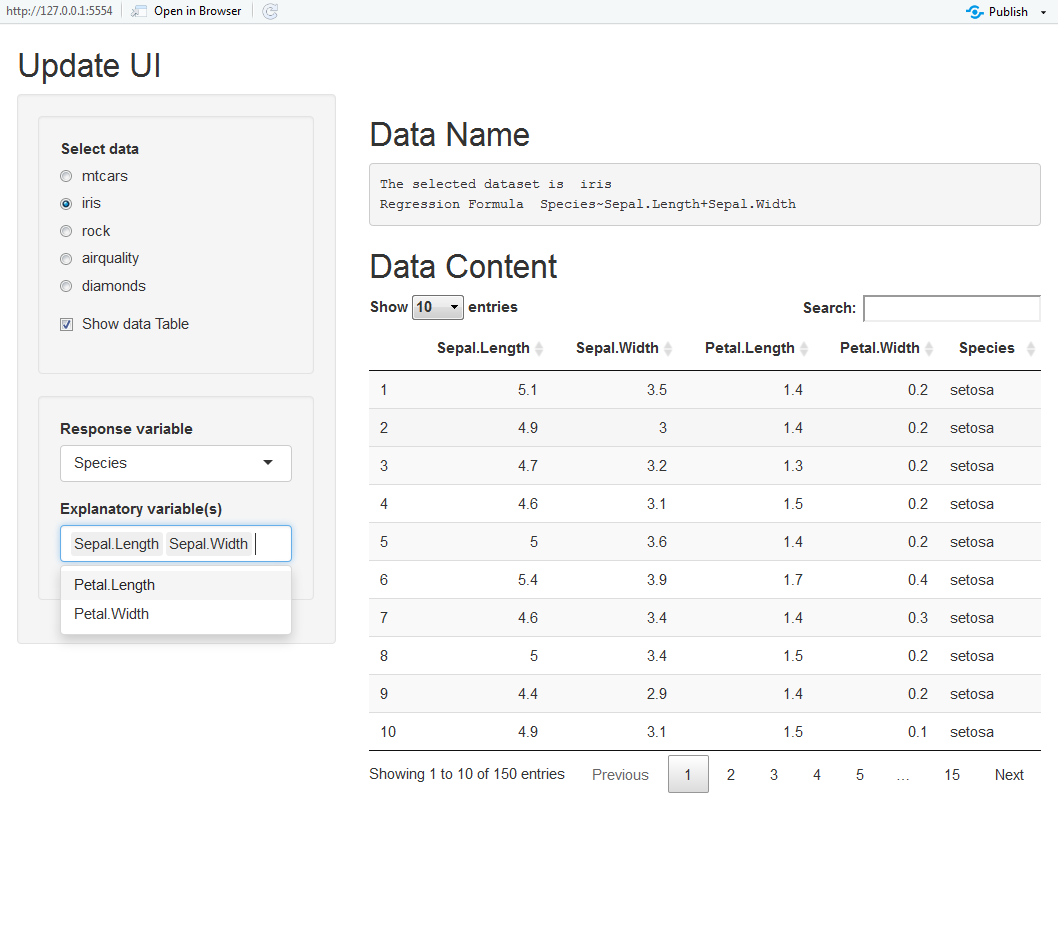 http://127.0.0.1:5554 Open in Browser Publish
Update UI
Select data
mtcars
iris
rock
airquality
diamonds
Show data Table
Response variable
Species
Explanatory variable(s)
Sepal.Length Sepal.Width
Petal.Length
Petal.Width
Data Name
The selected dataset is  iris
Regression Formula  Species~Sepal.Length+Sepal.Width
Data Content
Show 10 entries Search:
Sepal.Length Sepal.Width Petal.Length Petal.Width Species
1 5.1 3.5 1.4 0.2 setosa
2 4.9 3 1.4 0.2 setosa
3 4.7 3.2 1.3 0.2 setosa
4 4.6 3.1 1.5 0.2 setosa
5 5 3.6 1.4 0.2 setosa
6 5.4 3.9 1.7 0.4 setosa
7 4.6 3.4 1.4 0.3 setosa
8 5 3.4 1.5 0.2 setosa
9 4.4 2.9 1.4 0.2 setosa
10 4.9 3.1 1.5 0.1 setosa
Showing 1 to 10 of 150 entries Previous 1 2 3 4 5 … 15 Next